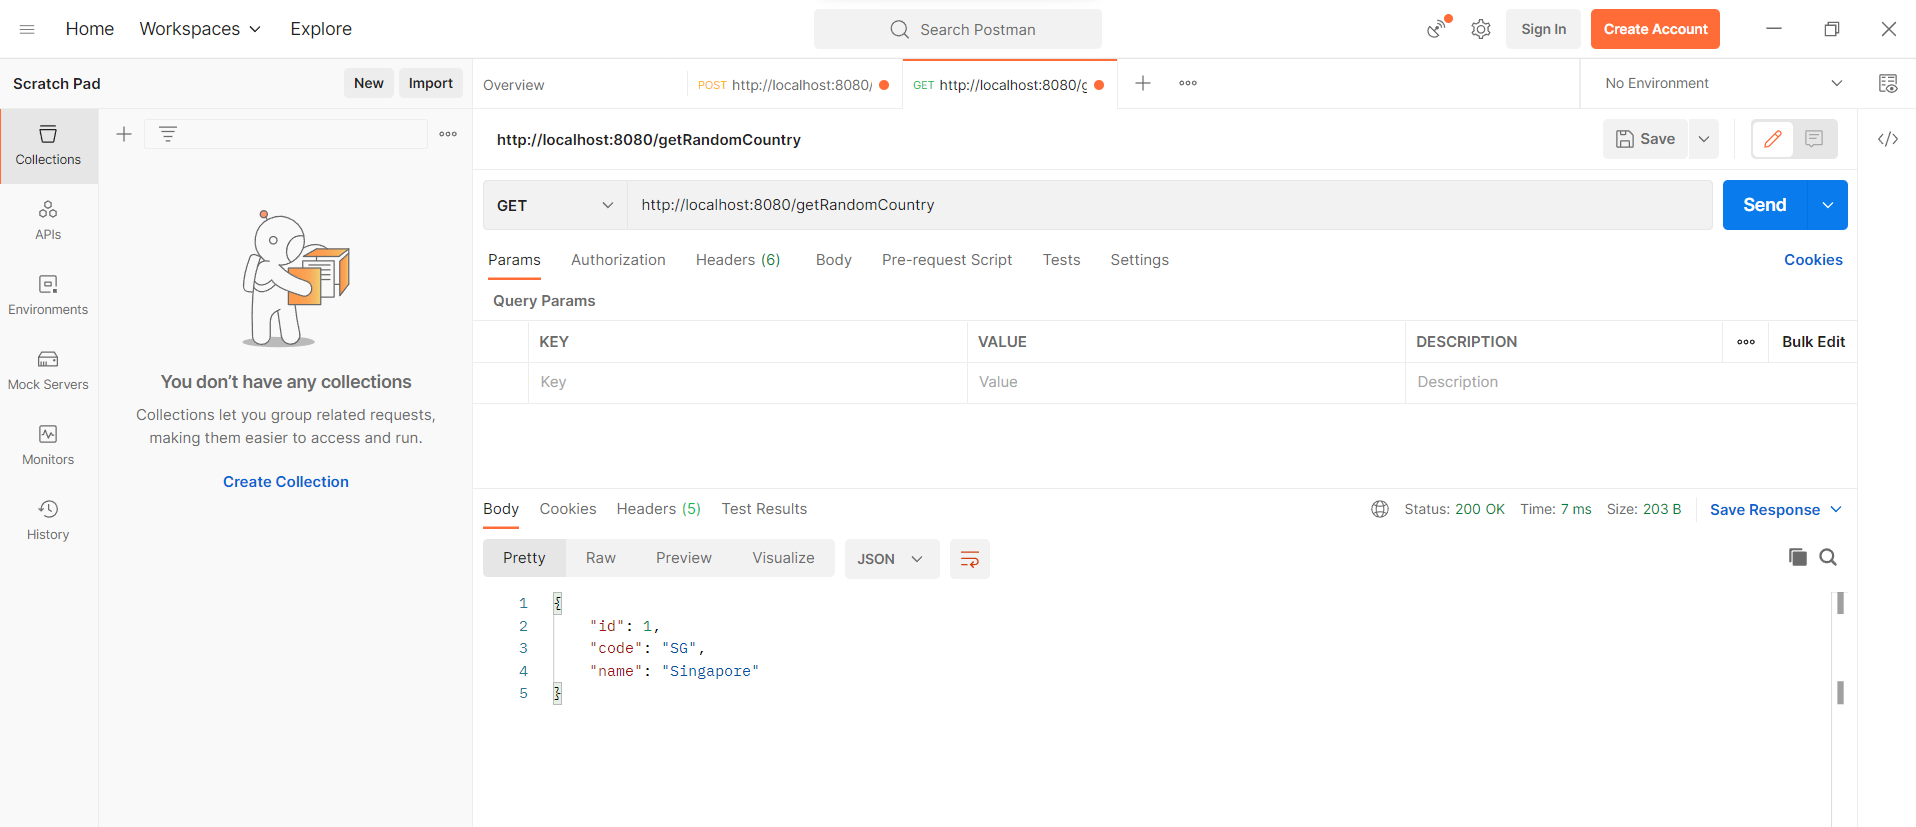 Home Workspaces Explore Search Postman Sign In Create Account
Scratch Pad New Import Overview POST http://localhost:8080/ GET http://localhost:8080/g No Environment
Collections
APIs
Environments
Mock Servers
Monitors
History
You don't have any collections
Collections let you group related requests,
making them easier to access and run.
Create Collection
http://localhost:8080/getRandomCountry Save
GET http://localhost:8080/getRandomCountry Send
Params Authorization Headers (6) Body Pre-request Script Tests Settings Cookies
Query Params
KEY VALUE DESCRIPTION Bulk Edit
Key Value Description
Body Cookies Headers (5) Test Results Status: 200 OK Time: 7 ms Size: 203 B Save Response
Pretty Raw Preview Visualize JSON
1 {
2 "id": 1,
3 "code": "SG",
4 "name": "Singapore"
5 }